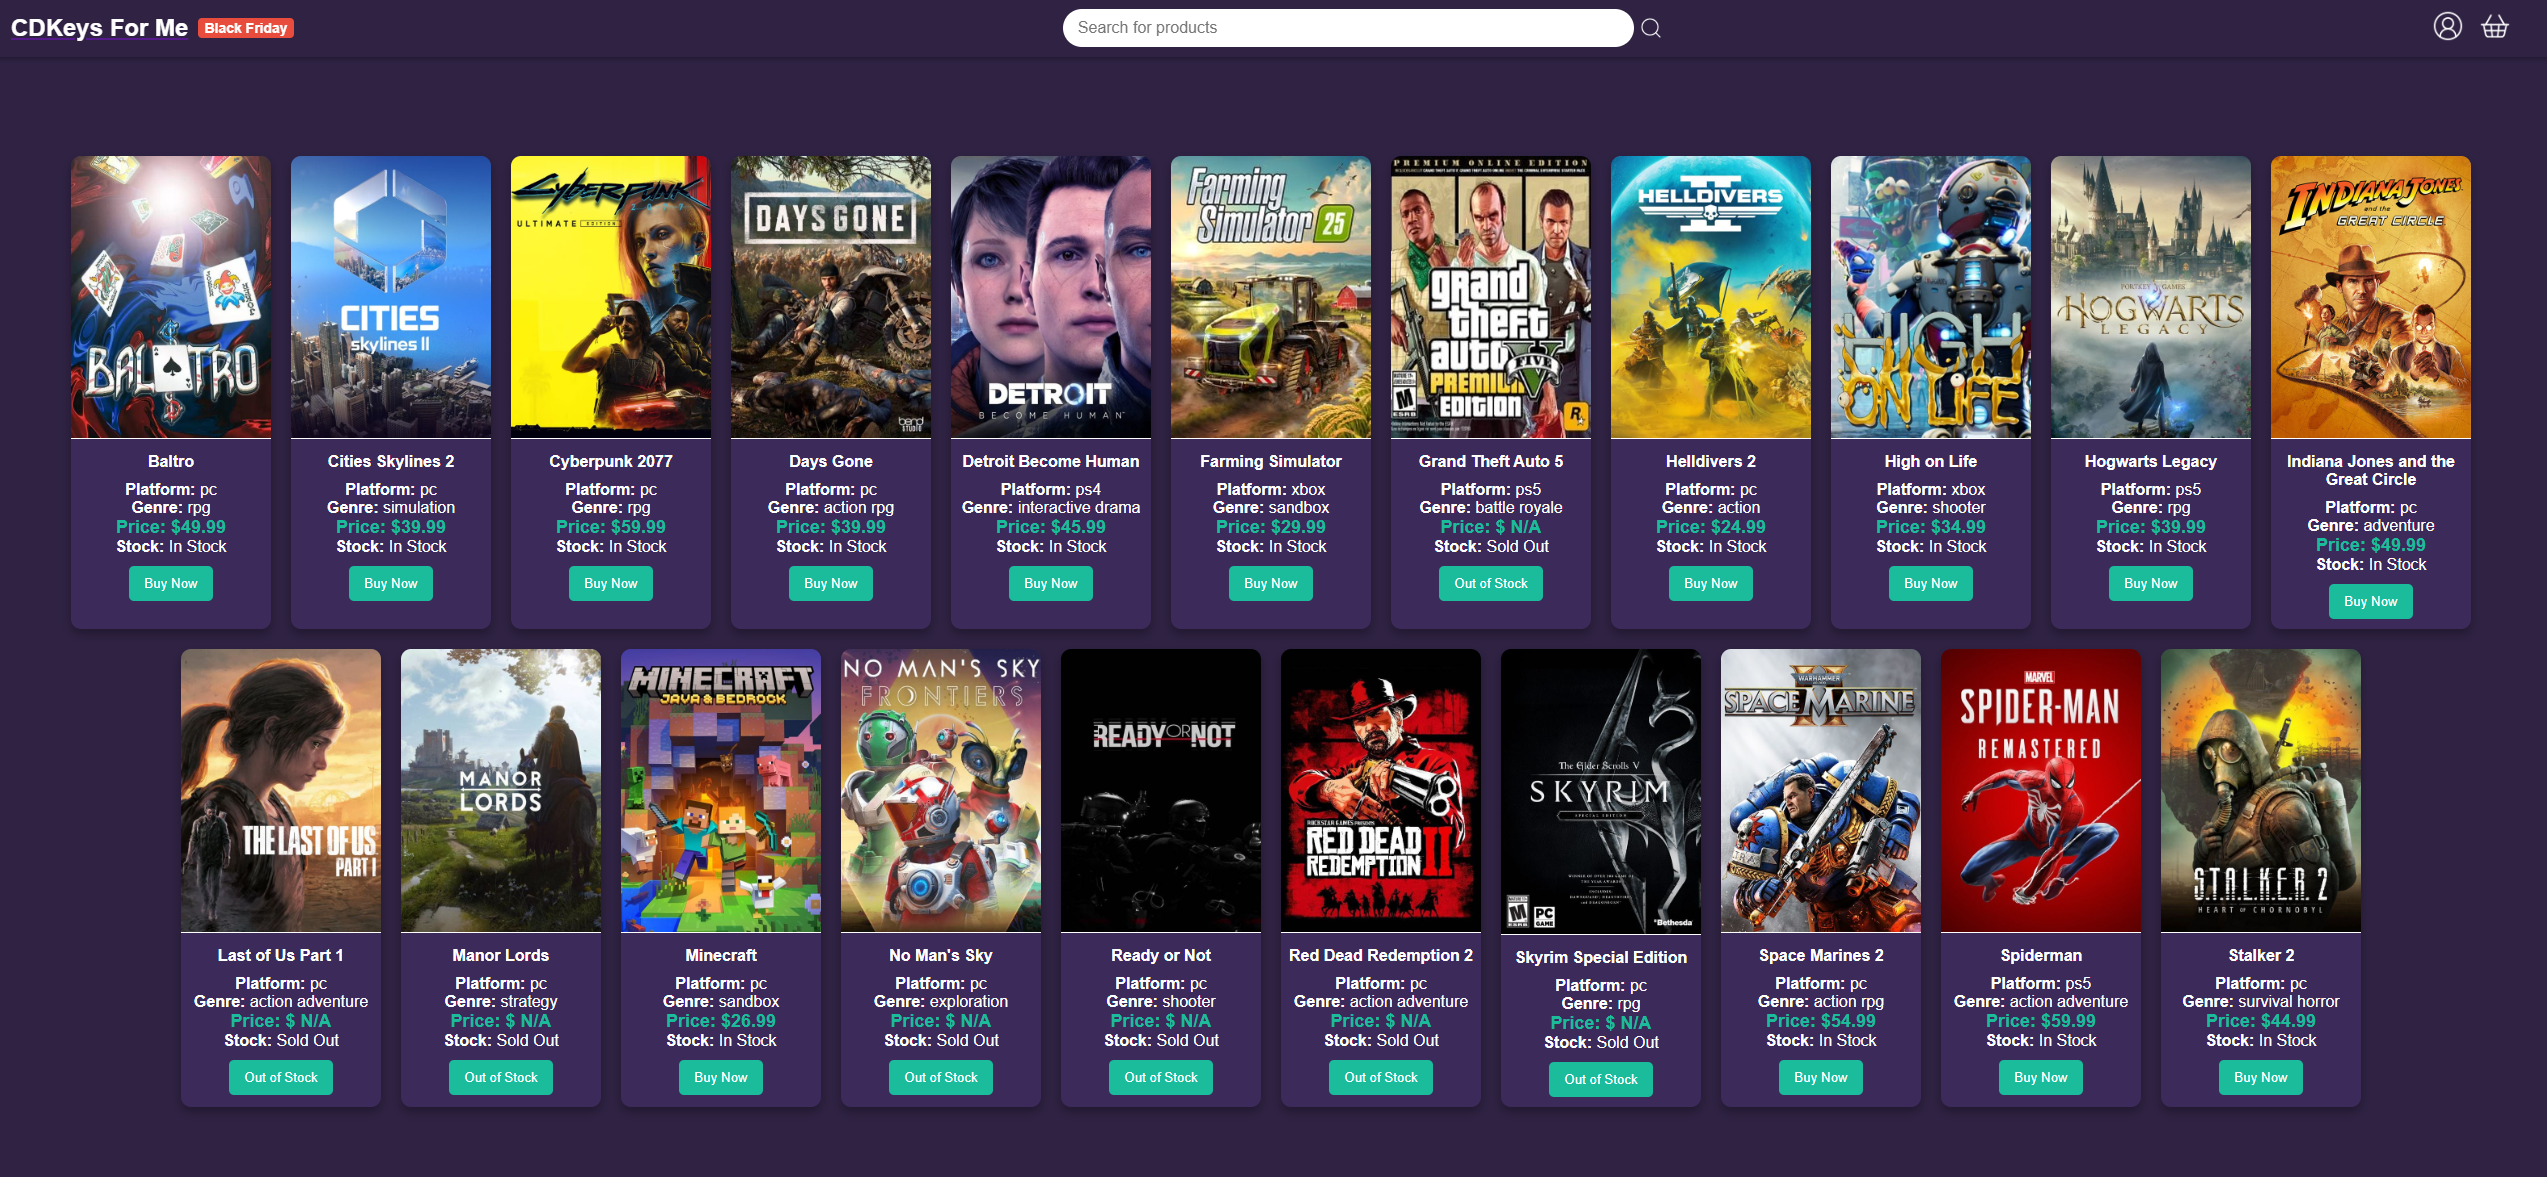 CDKeys For Me Black Friday
Search for products
BALATRO
Baltro
Platform: pc
Genre: rpg
Price: $49.99
Stock: In Stock
Buy Now
CITIES
skylines II
Cities Skylines 2
Platform: pc
Genre: simulation
Price: $39.99
Stock: In Stock
Buy Now
Cyberpunk
2077
ULTIMATE EDITION
Cyberpunk 2077
Platform: pc
Genre: rpg
Price: $59.99
Stock: In Stock
Buy Now
DAYS GONE
bend
STUDIO
Days Gone
Platform: pc
Genre: action rpg
Price: $39.99
Stock: In Stock
Buy Now
DETROIT
BECOME HUMAN
Detroit Become Human
Platform: ps4
Genre: interactive drama
Price: $45.99
Stock: In Stock
Buy Now
Farming
Simulator 25
Farming Simulator
Platform: xbox
Genre: sandbox
Price: $29.99
Stock: In Stock
Buy Now
PREMIUM ONLINE EDITION
grand
theft
auto V
FIVE
PREMIUM
EDITION
M
ESRB
R
Grand Theft Auto 5
Platform: ps5
Genre: battle royale
Price: $ N/A
Stock: Sold Out
Out of Stock
II
HELLDIVERS
Helldivers 2
Platform: pc
Genre: action
Price: $24.99
Stock: In Stock
Buy Now
HIGH
ON LIFE
High on Life
Platform: xbox
Genre: shooter
Price: $34.99
Stock: In Stock
Buy Now
PORTKEY GAMES
HOGWARTS
LEGACY
Hogwarts Legacy
Platform: ps5
Genre: rpg
Price: $39.99
Stock: In Stock
Buy Now
INDIANA JONES
and the
GREAT CIRCLE
Indiana Jones and the
Great Circle
Platform: pc
Genre: adventure
Price: $49.99
Stock: In Stock
Buy Now
THE LAST OF US
PART I
Last of Us Part 1
Platform: pc
Genre: action adventure
Price: $ N/A
Stock: Sold Out
Out of Stock
MANOR
LORDS
Manor Lords
Platform: pc
Genre: strategy
Price: $ N/A
Stock: Sold Out
Out of Stock
MINECRAFT
JAVA & BEDROCK
Minecraft
Platform: pc
Genre: sandbox
Price: $26.99
Stock: In Stock
Buy Now
NO MAN'S SKY
FRONTIERS
No Man's Sky
Platform: pc
Genre: exploration
Price: $ N/A
Stock: Sold Out
Out of Stock
READY OR NOT
Ready or Not
Platform: pc
Genre: shooter
Price: $ N/A
Stock: Sold Out
Out of Stock
ROCKSTAR GAMES PRESENTS
RED DEAD
REDEMPTION II
Red Dead Redemption 2
Platform: pc
Genre: action adventure
Price: $ N/A
Stock: Sold Out
Out of Stock
The Elder Scrolls V
SKYRIM
SPECIAL EDITION
M
PC
GAME
Bethesda
Skyrim Special Edition
Platform: pc
Genre: rpg
Price: $ N/A
Stock: Sold Out
Out of Stock
WARHAMMER
SPACE MARINE
II
Space Marines 2
Platform: pc
Genre: action rpg
Price: $54.99
Stock: In Stock
Buy Now
MARVEL
SPIDER-MAN
REMASTERED
Spiderman
Platform: ps5
Genre: action adventure
Price: $59.99
Stock: In Stock
Buy Now
S.T.A.L.K.E.R. 2
HEART OF CHORNOBYL
Stalker 2
Platform: pc
Genre: survival horror
Price: $44.99
Stock: In Stock
Buy Now